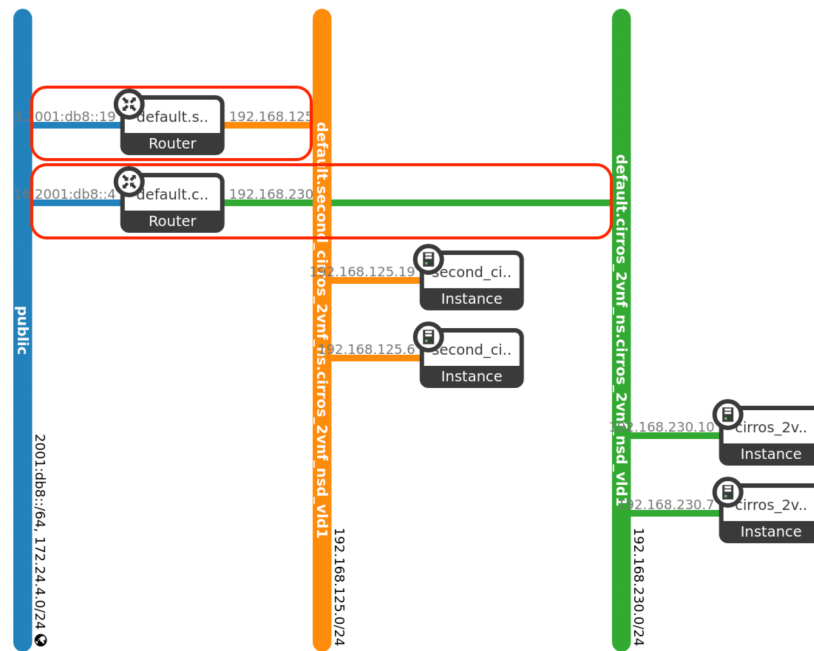 public
2001:db8::/64, 172.24.4.0/24
2001:db8::19
default.s..
Router
192.168.125
2001:db8::4
default.c..
Router
192.168.230
default.second_cirros_2vnf_ns.cirros_2vnf_nsd_vld1
192.168.125.0/24
192.168.125.19
second_ci..
Instance
192.168.125.6
second_ci..
Instance
default.cirros_2vnf_ns.cirros_2vnf_nsd_vld1
192.168.230.0/24
192.168.230.10
cirros_2v..
Instance
192.168.230.7
cirros_2v..
Instance